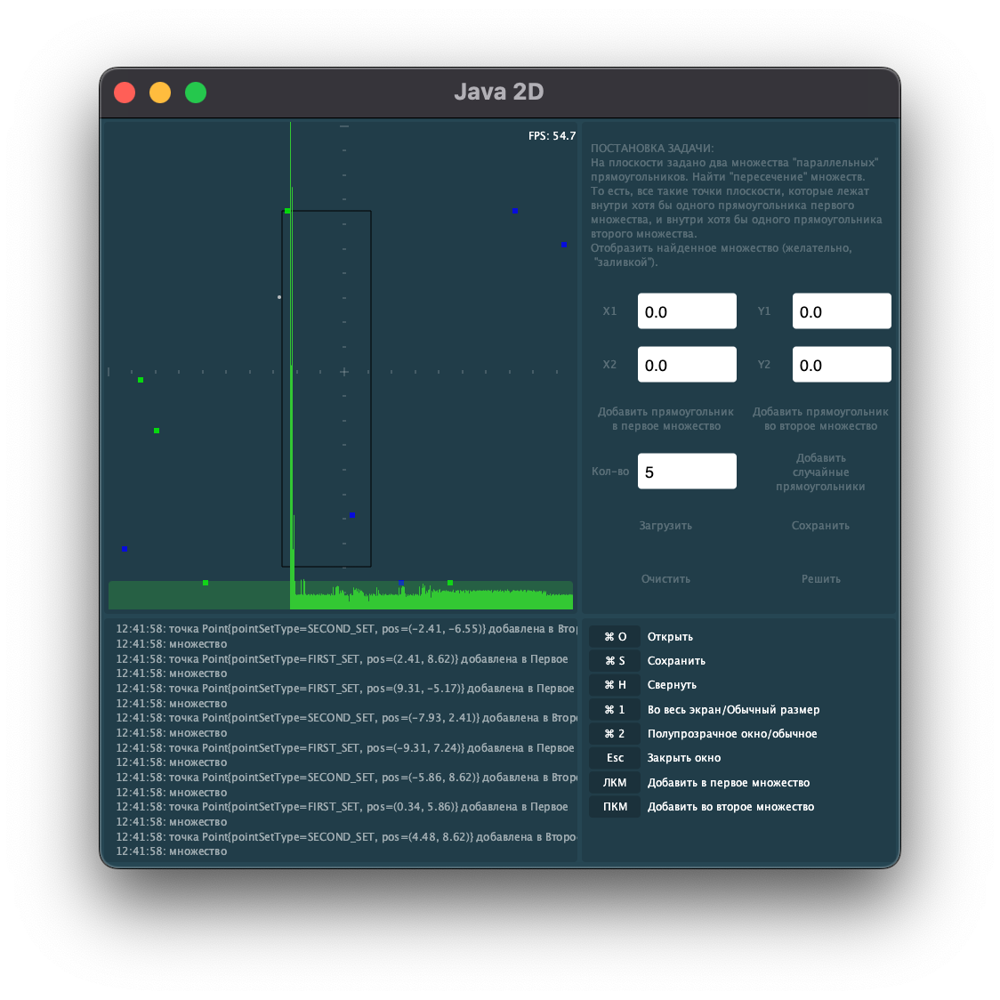 Java 2D
FPS: 54.7
ПОСТАНОВКА ЗАДАЧИ:
На плоскости задано два множества "параллельных"
прямоугольников. Найти "пересечение" множеств.
То есть, все такие точки плоскости, которые лежат
внутри хотя бы одного прямоугольника первого
множества, и внутри хотя бы одного прямоугольника
второго множества.
Отобразить найденное множество (желательно,
"заливкой").
X1 0.0 Y1 0.0
X2 0.0 Y2 0.0
Добавить прямоугольник
в первое множество
Добавить прямоугольник
во второе множество
Кол-во 5
Добавить
случайные
прямоугольники
Загрузить Сохранить
Очистить Решить
12:41:58: точка Point{pointSetType=SECOND_SET, pos=(-2.41, -6.55)} добавлена в Втор
12:41:58: множество
12:41:58: точка Point{pointSetType=FIRST_SET, pos=(2.41, 8.62)} добавлена в Первое
12:41:58: множество
12:41:58: точка Point{pointSetType=FIRST_SET, pos=(9.31, -5.17)} добавлена в Первое
12:41:58: множество
12:41:58: точка Point{pointSetType=SECOND_SET, pos=(-7.93, 2.41)} добавлена в Второ
12:41:58: множество
12:41:58: точка Point{pointSetType=FIRST_SET, pos=(-9.31, 7.24)} добавлена в Первое
12:41:58: множество
12:41:58: точка Point{pointSetType=SECOND_SET, pos=(-5.86, 8.62)} добавлена в Второ
12:41:58: множество
12:41:58: точка Point{pointSetType=FIRST_SET, pos=(0.34, 5.86)} добавлена в Первое
12:41:58: множество
12:41:58: точка Point{pointSetType=SECOND_SET, pos=(4.48, 8.62)} добавлена в Второ
12:41:58: множество
⌘ O Открыть
⌘ S Сохранить
⌘ H Свернуть
⌘ 1 Во весь экран/Обычный размер
⌘ 2 Полупрозрачное окно/обычное
Esc Закрыть окно
ЛКМ Добавить в первое множество
ПКМ Добавить во второе множество